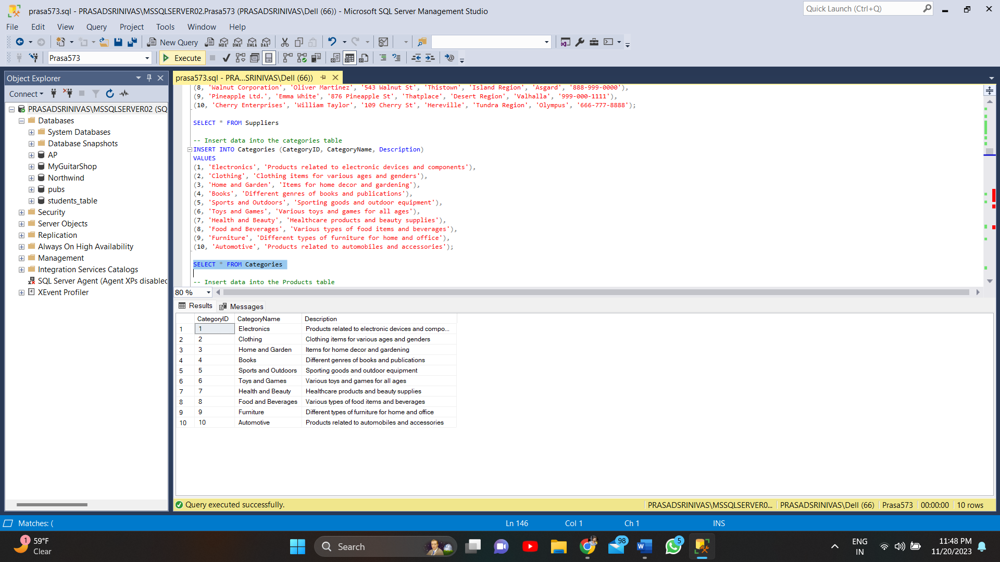 prasa573.sql - PRASADSRINIVAS\MSSQLSERVER02.Prasa573 (PRASADSRINIVAS\Dell (66)) - Microsoft SQL Server Management Studio
Quick Launch (Ctrl+Q)
File Edit View Query Project Tools Window Help
New Query
MDX DMX XMLA DAX
Prasa573
Execute
Object Explorer
Connect
PRASADSRINIVAS\MSSQLSERVER02 (SQ
Databases
System Databases
Database Snapshots
AP
MyGuitarShop
Northwind
pubs
students_table
Security
Server Objects
Replication
Always On High Availability
Management
Integration Services Catalogs
SQL Server Agent (Agent XPs disabled
XEvent Profiler
prasa573.sql - PRA...SRINIVAS\Dell (66))
(8, 'Walnut Corporation', 'Oliver Martinez', '543 Walnut St', 'Thistown', 'Island Region', 'Asgard', '888-999-0000'),
(9, 'Pineapple Ltd.', 'Emma White', '876 Pineapple St', 'Thatplace', 'Desert Region', 'Valhalla', '999-000-1111'),
(10, 'Cherry Enterprises', 'William Taylor', '109 Cherry St', 'Hereville', 'Tundra Region', 'Olympus', '666-777-8888');
SELECT * FROM Suppliers
-- Insert data into the categories table
INSERT INTO Categories (CategoryID, CategoryName, Description)
VALUES
(1, 'Electronics', 'Products related to electronic devices and components'),
(2, 'Clothing', 'Clothing items for various ages and genders'),
(3, 'Home and Garden', 'Items for home decor and gardening'),
(4, 'Books', 'Different genres of books and publications'),
(5, 'Sports and Outdoors', 'Sporting goods and outdoor equipment'),
(6, 'Toys and Games', 'Various toys and games for all ages'),
(7, 'Health and Beauty', 'Healthcare products and beauty supplies'),
(8, 'Food and Beverages', 'Various types of food items and beverages'),
(9, 'Furniture', 'Different types of furniture for home and office'),
(10, 'Automotive', 'Products related to automobiles and accessories');
SELECT * FROM Categories
-- Insert data into the Products table
80 %
Results Messages
CategoryID CategoryName Description
1 1 Electronics Products related to electronic devices and compo...
2 2 Clothing Clothing items for various ages and genders
3 3 Home and Garden Items for home decor and gardening
4 4 Books Different genres of books and publications
5 5 Sports and Outdoors Sporting goods and outdoor equipment
6 6 Toys and Games Various toys and games for all ages
7 7 Health and Beauty Healthcare products and beauty supplies
8 8 Food and Beverages Various types of food items and beverages
9 9 Furniture Different types of furniture for home and office
10 10 Automotive Products related to automobiles and accessories
Query executed successfully.
PRASADSRINIVAS\MSSQLSERVER0... PRASADSRINIVAS\Dell (66) Prasa573 00:00:00 10 rows
Matches: (
Ln 146 Col 1 Ch 1 INS
1
59°F
Clear
Search
98
W
5
ENG
IN
11:48 PM
11/20/2023